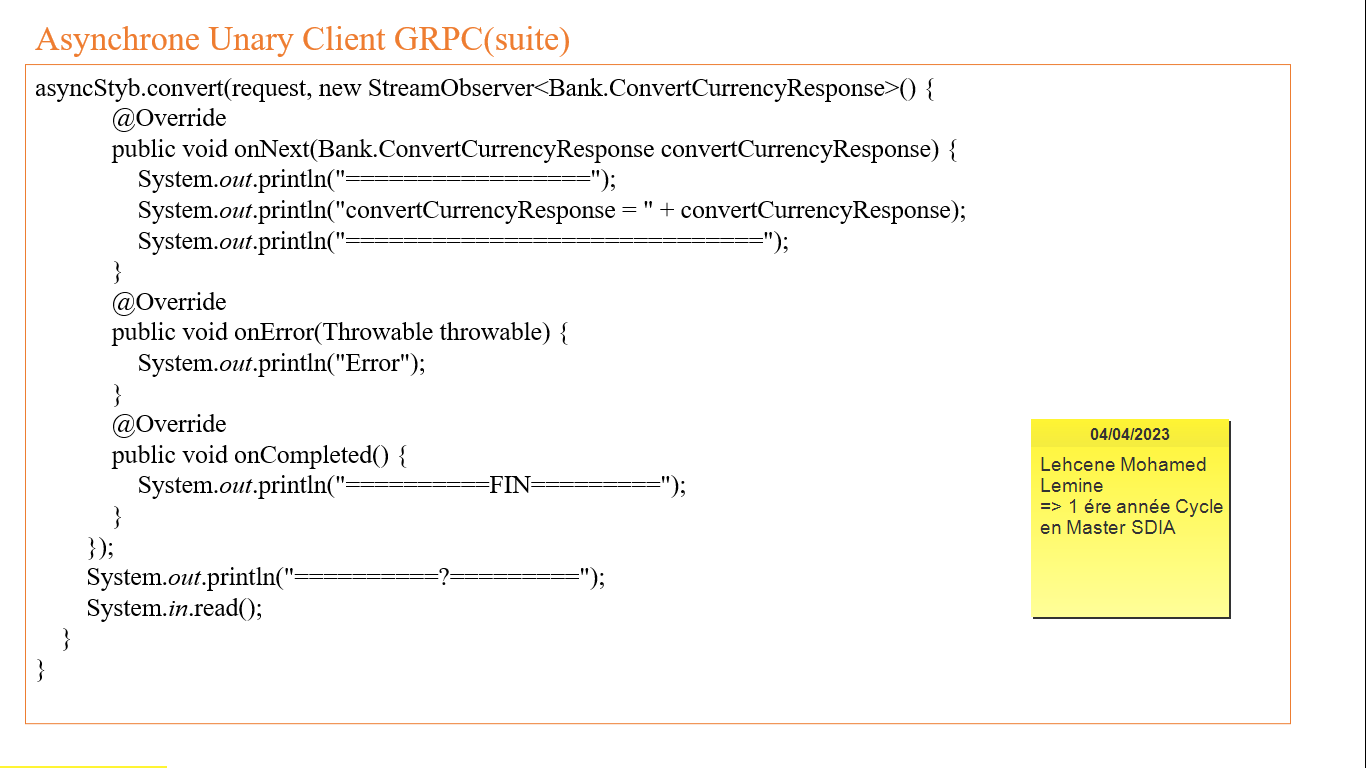 Asynchrone Unary Client GRPC(suite)
asyncStyb.convert(request, new StreamObserver<Bank.ConvertCurrencyResponse>() {
@Override
public void onNext(Bank.ConvertCurrencyResponse convertCurrencyResponse) {
System.out.println("=================");
System.out.println("convertCurrencyResponse = " + convertCurrencyResponse);
System.out.println("=============================");
}
@Override
public void onError(Throwable throwable) {
System.out.println("Error");
}
@Override
public void onCompleted() {
System.out.println("==========FIN=========");
}
});
System.out.println("==========?=========");
System.in.read();
}
}
04/04/2023
Lehcene Mohamed
Lemine
=> 1 ére année Cycle
en Master SDIA